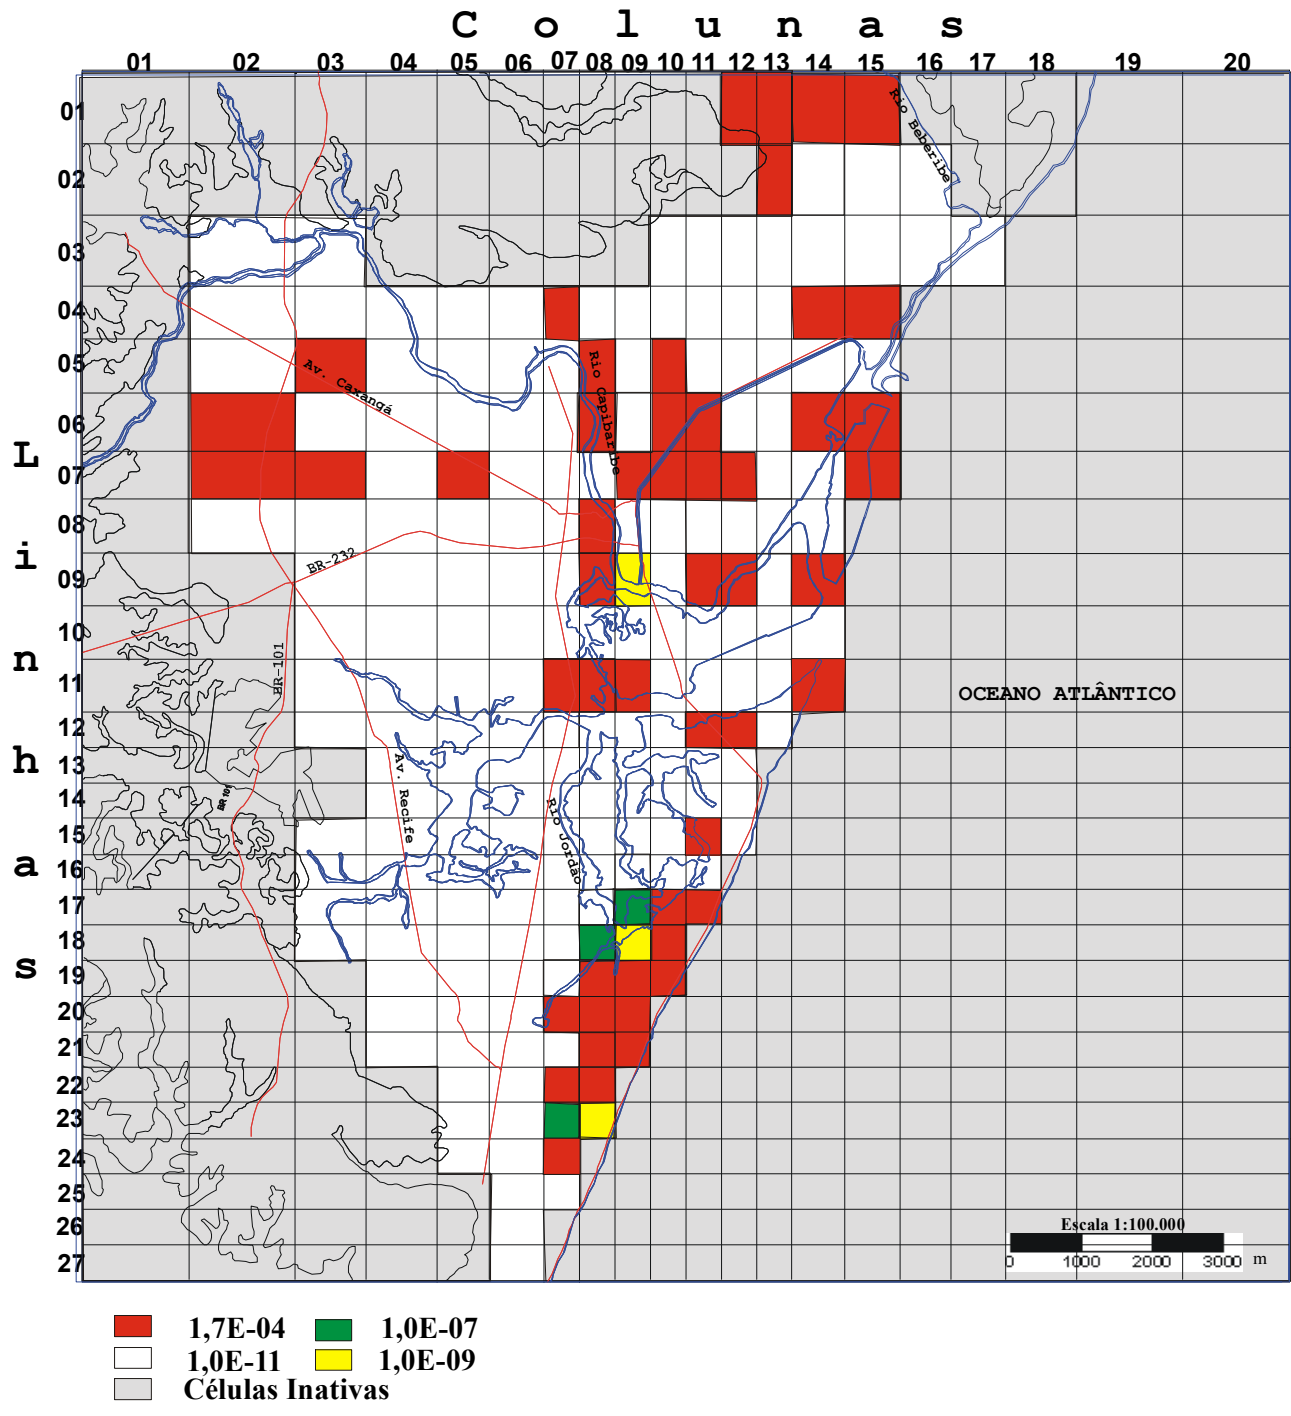 C o l u n a s
01 02 03 04 05 06 07 08 09 10 11 12 13 14 15 16 17 18 19 20
01
Rio Beberibe
02
03
04
05
Av. Caxangá
Rio Capibaribe
06
L
07
08
i
BR-232
09
10
n
BR-101
11
OCEANO ATLÂNTICO
12
h
13
Av. Recife
14
BR 101
Rio Jordão
15
a
16
17
18
s
19
20
21
22
23
24
25
26
Escala 1:100.000
27
0 1000 2000 3000 m
1,7E-04 1,0E-07
1,0E-11 1,0E-09
Células Inativas